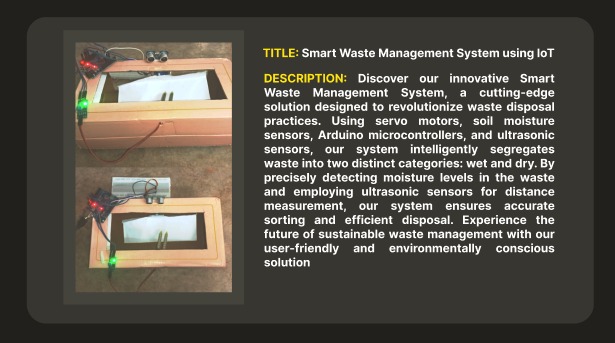 TITLE: Smart Waste Management System using IoT
DESCRIPTION: Discover our innovative Smart
Waste Management System, a cutting-edge
solution designed to revolutionize waste disposal
practices. Using servo motors, soil moisture
sensors, Arduino microcontrollers, and ultrasonic
sensors, our system intelligently segregates
waste into two distinct categories: wet and dry. By
precisely detecting moisture levels in the waste
and employing ultrasonic sensors for distance
measurement, our system ensures accurate
sorting and efficient disposal. Experience the
future of sustainable waste management with our
user-friendly and environmentally conscious
solution